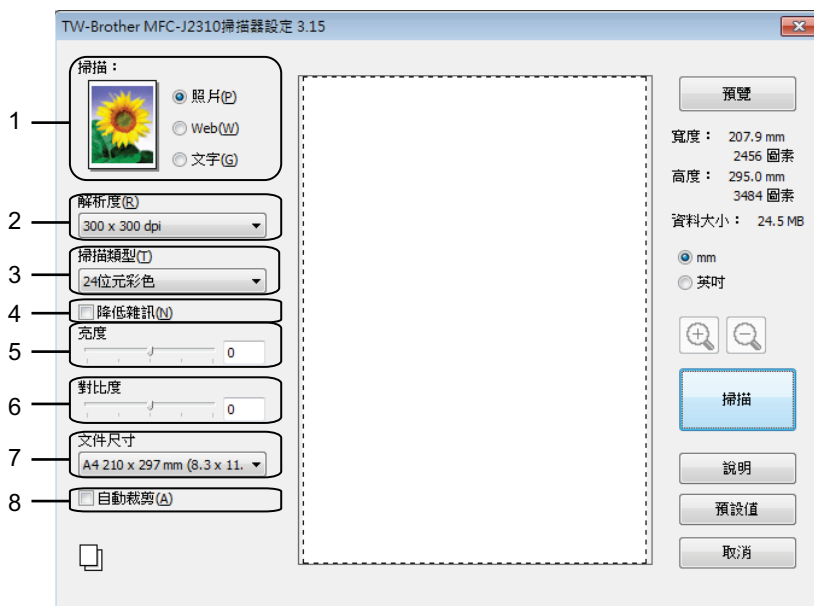 TW-Brother MFC-J2310掃描器設定 3.15
1
掃描：
照片(P)
Web(W)
文字(G)
2
解析度(R)
300 x 300 dpi
3
掃描類型(T)
24位元彩色
4
降低雜訊(N)
5
亮度
0
6
對比度
0
7
文件尺寸
A4 210 x 297 mm (8.3 x 11.
8
自動裁剪(A)
預覽
寬度： 207.9 mm
2456 圖素
高度： 295.0 mm
3484 圖素
資料大小： 24.5 MB
mm
英吋
掃描
說明
預設值
取消